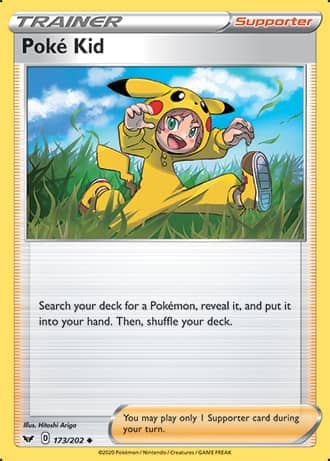 TRAINER Supporter
Poké Kid
Search your deck for a Pokémon, reveal it, and put it
into your hand. Then, shuffle your deck.
Illus. Hitoshi Ariga
D 173/202 ◆
You may play only 1 Supporter card during
your turn.
©2020 Pokémon / Nintendo / Creatures / GAME FREAK